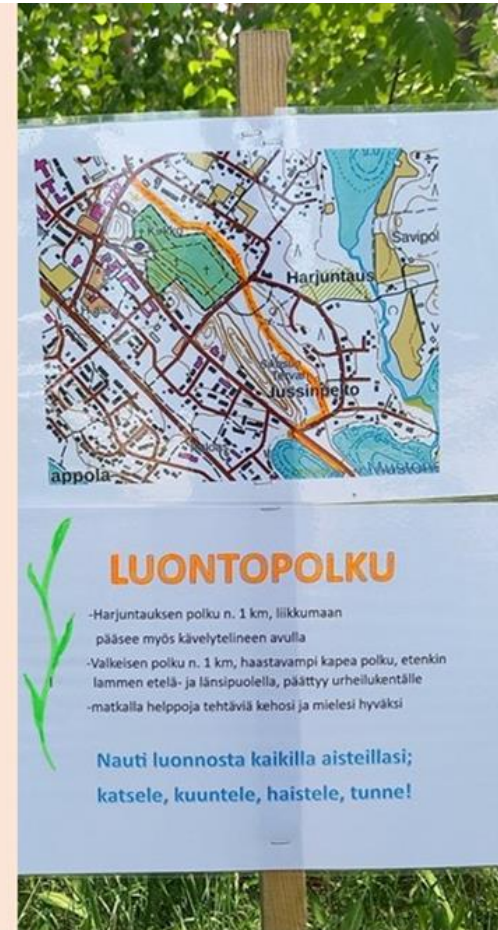 Kirkko
Savipol
Harjuntaus
Jussinpelto
appola
LUONTOPOLKU
-Harjuntauksen polku n. 1 km, liikkumaan
pääsee myös kävelytelineen avulla
-Valkeisen polku n. 1 km, haastavampi kapea polku, etenkin
lammen etelä- ja länsipuolella, päättyy urheilukentälle
-matkalla helppoja tehtäviä kehosi ja mielesi hyväksi
Nauti luonnosta kaikilla aisteillasi;
katsele, kuuntele, haistele, tunne!